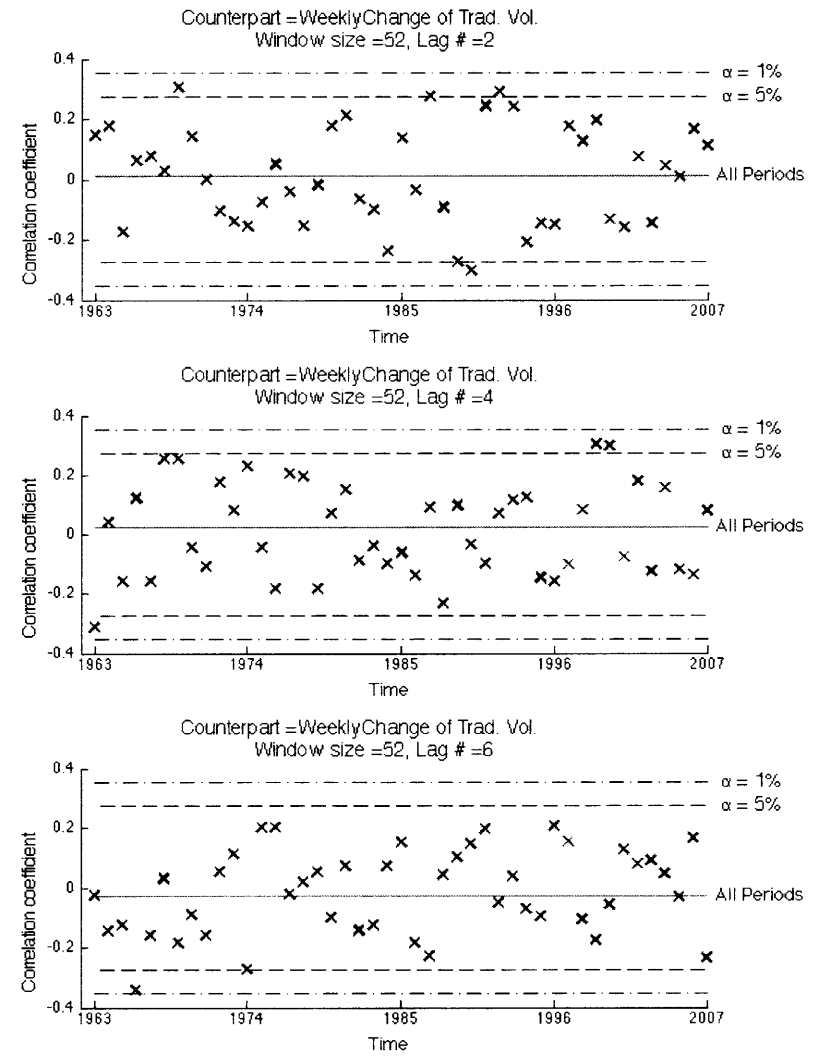 Counterpart =WeeklyChange of Trad. Vol.
Window size =52, Lag # =2
0.4
α = 1%
α = 5%
0.2
0
All Periods
-0.2
-0.4
Correlation coefficient
1963 1974 1985 1996 2007
Time
Counterpart =WeeklyChange of Trad. Vol.
Window size =52, Lag # =4
0.4
α = 1%
α = 5%
0.2
0
All Periods
-0.2
-0.4
Correlation coefficient
1963 1974 1985 1996 2007
Time
Counterpart =WeeklyChange of Trad. Vol.
Window size =52, Lag # =6
0.4
α = 1%
α = 5%
0.2
0
All Periods
-0.2
-0.4
Correlation coefficient
1963 1974 1985 1996 2007
Time